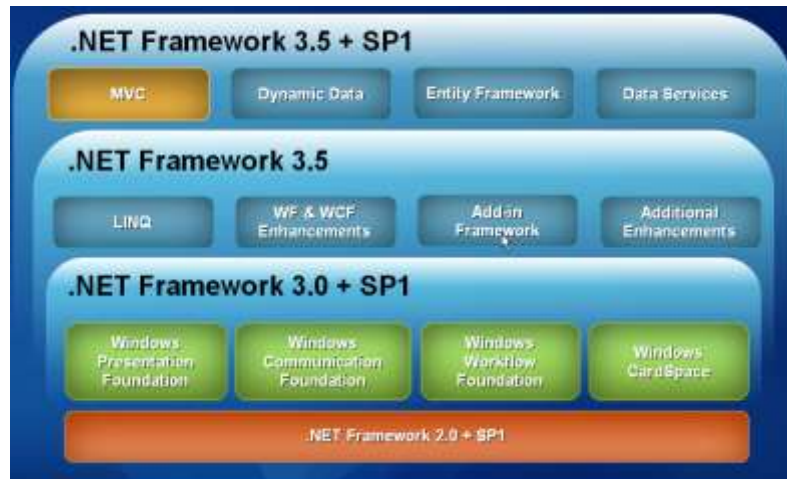 .NET Framework 3.5 + SP1
MVC
Dynamic Data
Entity Framework
Data Services
.NET Framework 3.5
LINQ
WF & WCF
Enhancements
Add-in
Framework
Additional
Enhancements
.NET Framework 3.0 + SP1
Windows
Presentation
Foundation
Windows
Communication
Foundation
Windows
Workflow
Foundation
Windows
CardSpace
.NET Framework 2.0 + SP1